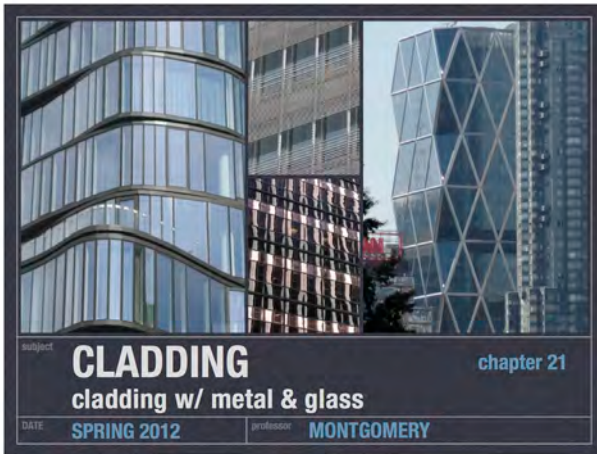 subject
CLADDING
chapter 21
cladding w/ metal & glass
DATE
SPRING 2012
professor
MONTGOMERY